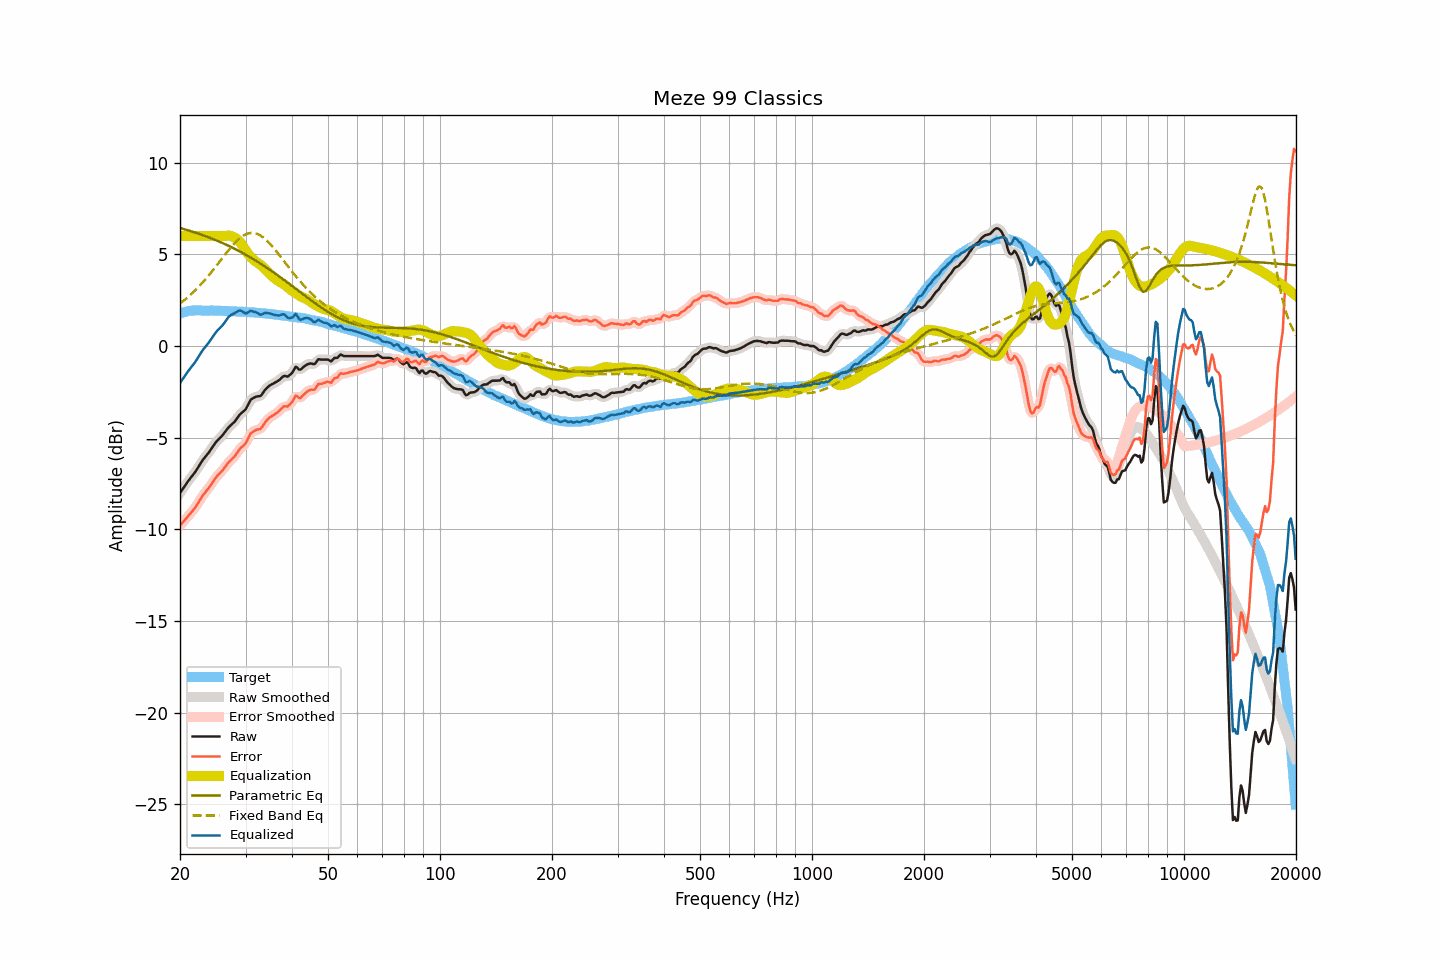 Meze 99 Classics
Amplitude (dBr)
10
5
0
−5
−10
−15
−20
−25
Target
Raw Smoothed
Error Smoothed
Raw
Error
Equalization
Parametric Eq
Fixed Band Eq
Equalized
20 50 100 200 500 1000 2000 5000 10000 20000
Frequency (Hz)